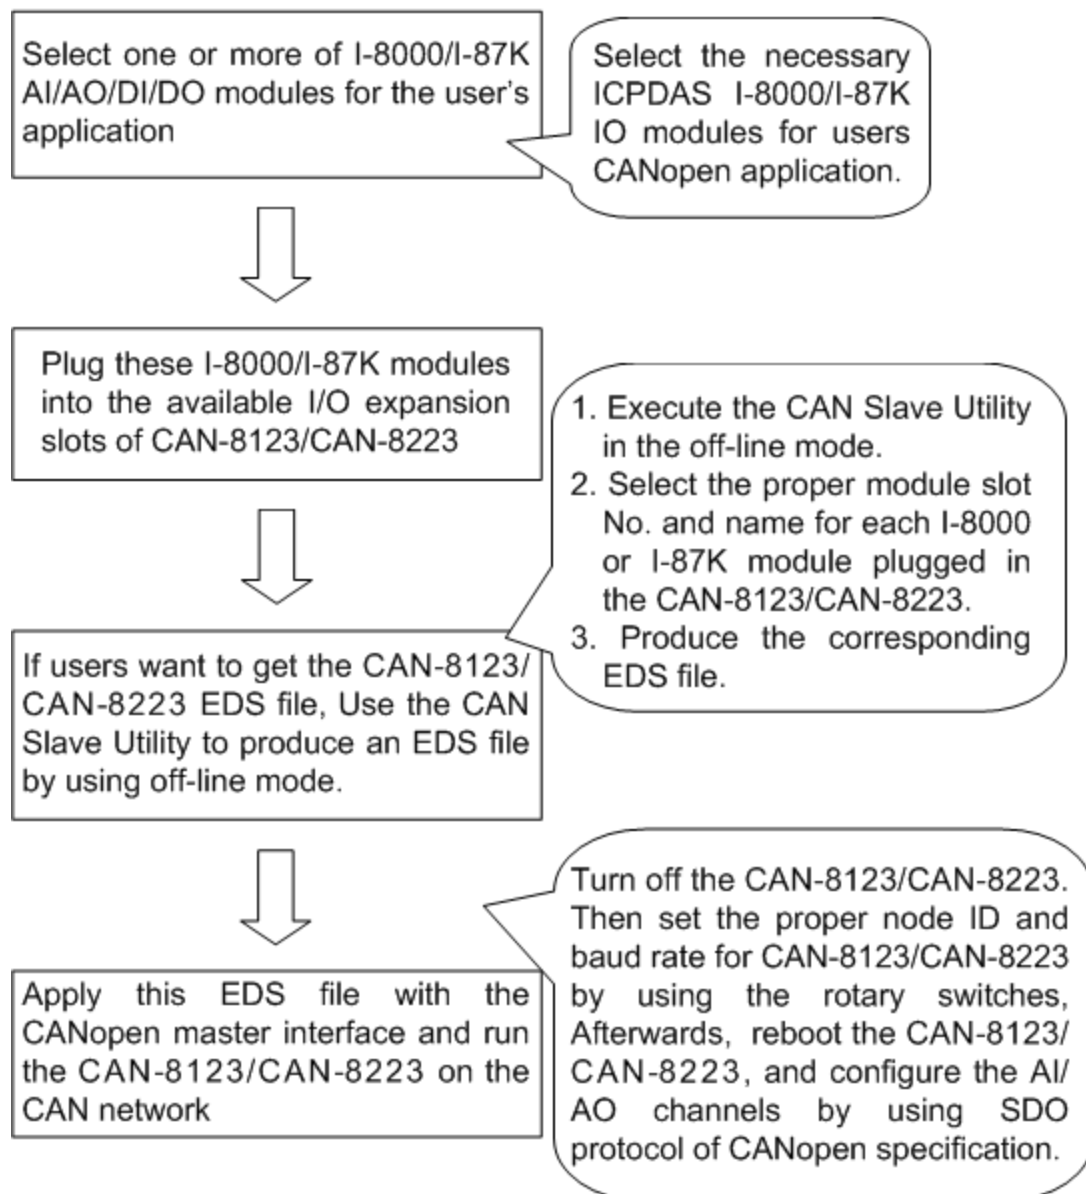 Select one or more of I-8000/I-87K
AI/AO/DI/DO modules for the user's
application
Select the necessary
ICPDAS I-8000/I-87K
IO modules for users
CANopen application.
Plug these I-8000/I-87K modules
into the available I/O expansion
slots of CAN-8123/CAN-8223
1. Execute the CAN Slave Utility
in the off-line mode.
2. Select the proper module slot
No. and name for each I-8000
or I-87K module plugged in
the CAN-8123/CAN-8223.
3. Produce the corresponding
EDS file.
If users want to get the CAN-8123/
CAN-8223 EDS file, Use the CAN
Slave Utility to produce an EDS file
by using off-line mode.
Turn off the CAN-8123/CAN-8223.
Then set the proper node ID and
baud rate for CAN-8123/CAN-8223
by using the rotary switches,
Afterwards, reboot the CAN-8123/
CAN-8223, and configure the AI/
AO channels by using SDO
protocol of CANopen specification.
Apply this EDS file with the
CANopen master interface and run
the CAN-8123/CAN-8223 on the
CAN network